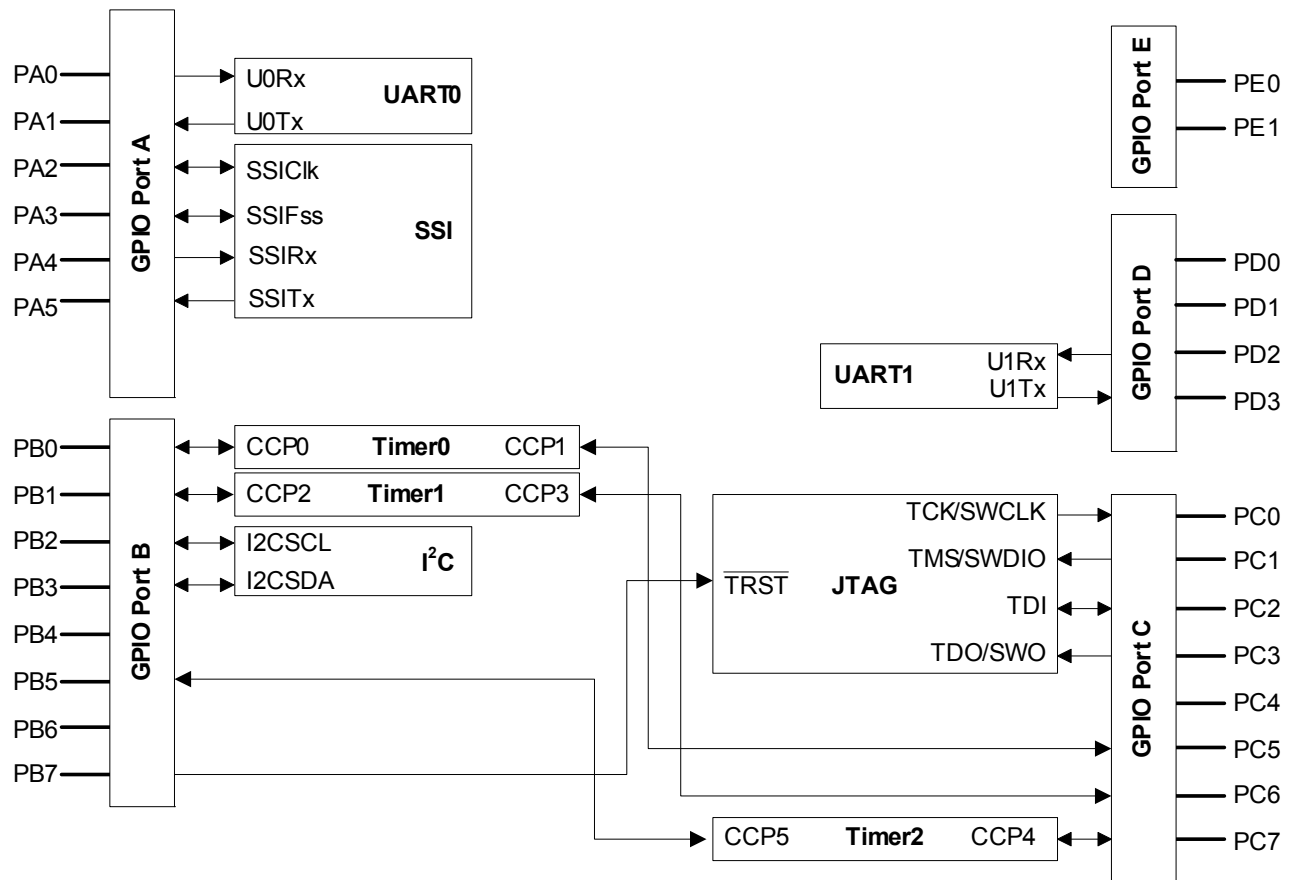 PA0
PA1
PA2
PA3
PA4
PA5
GPIO Port A
U0Rx
U0Tx
UART0
SSIClk
SSIFss
SSIRx
SSITx
SSI
GPIO Port E
PE0
PE1
GPIO Port D
PD0
PD1
PD2
PD3
UART1
U1Rx
U1Tx
PB0
PB1
PB2
PB3
PB4
PB5
PB6
PB7
GPIO Port B
CCP0 Timer0 CCP1
CCP2 Timer1 CCP3
I2CSCL
I2CSDA
I²C
TRST
JTAG
TCK/SWCLK
TMS/SWDIO
TDI
TDO/SWO
GPIO Port C
PC0
PC1
PC2
PC3
PC4
PC5
PC6
PC7
CCP5 Timer2 CCP4